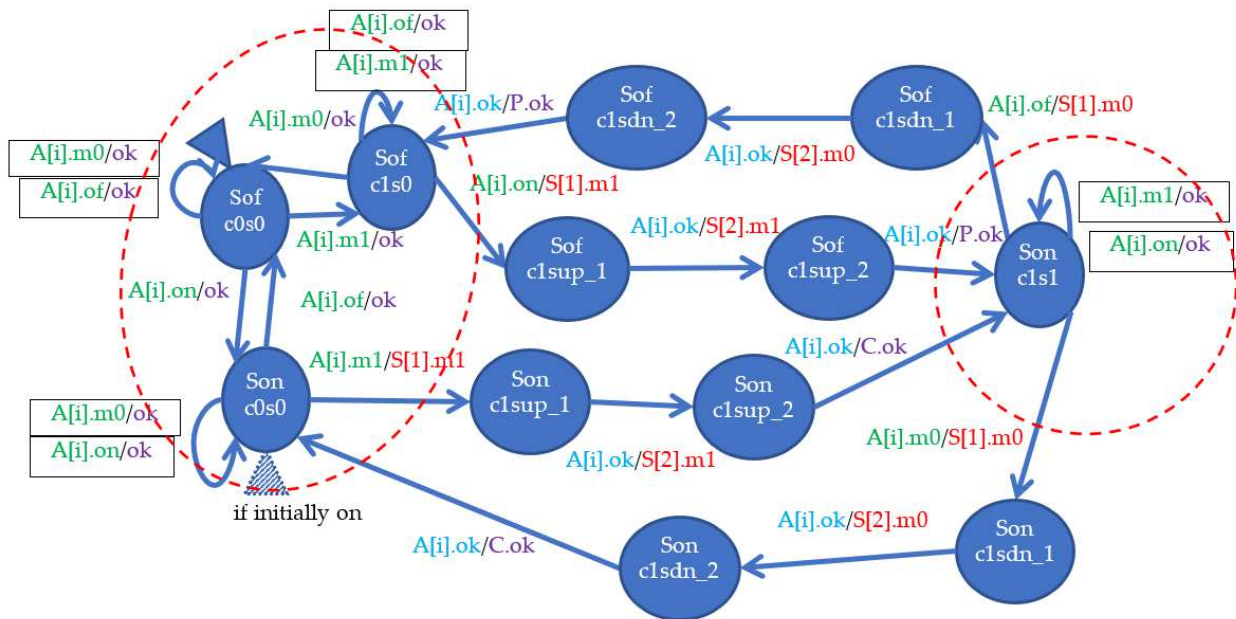 A[i].of/ok
A[i].m1/ok
A[i].m0/ok
A[i].ok/P.ok
Sof
c1sdn_2
Sof
c1sdn_1
A[i].of/S[1].m0
A[i].ok/S[2].m0
A[i].m0/ok
A[i].of/ok
Sof
c1s0
A[i].on/S[1].m1
Sof
c0s0
A[i].m1/ok
A[i].m1/ok
A[i].on/ok
A[i].ok/S[2].m1
A[i].ok/P.ok
Sof
c1sup_1
Sof
c1sup_2
Son
c1s1
A[i].on/ok
A[i].of/ok
A[i].ok/C.ok
A[i].m1/S[1].m1
Son
c0s0
Son
c1sup_1
Son
c1sup_2
A[i].m0/ok
A[i].on/ok
A[i].ok/S[2].m1
A[i].m0/S[1].m0
if initially on
A[i].ok/C.ok
A[i].ok/S[2].m0
Son
c1sdn_2
Son
c1sdn_1